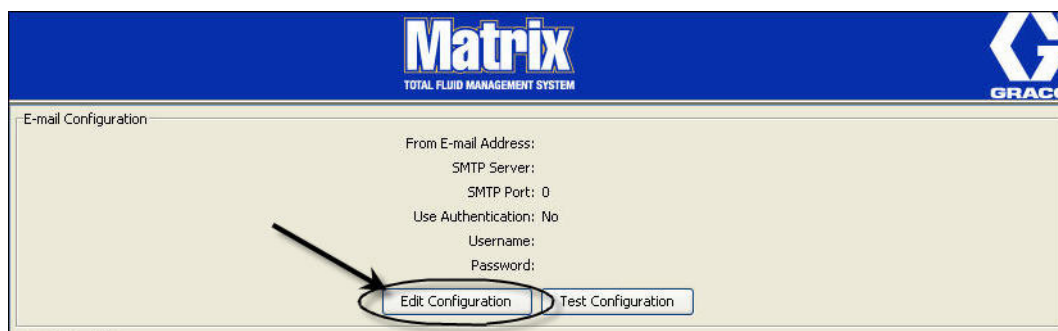 Matrix
TOTAL FLUID MANAGEMENT SYSTEM
GRACO
E-mail Configuration
From E-mail Address:
SMTP Server:
SMTP Port: 0
Use Authentication: No
Username:
Password:
Edit Configuration Test Configuration